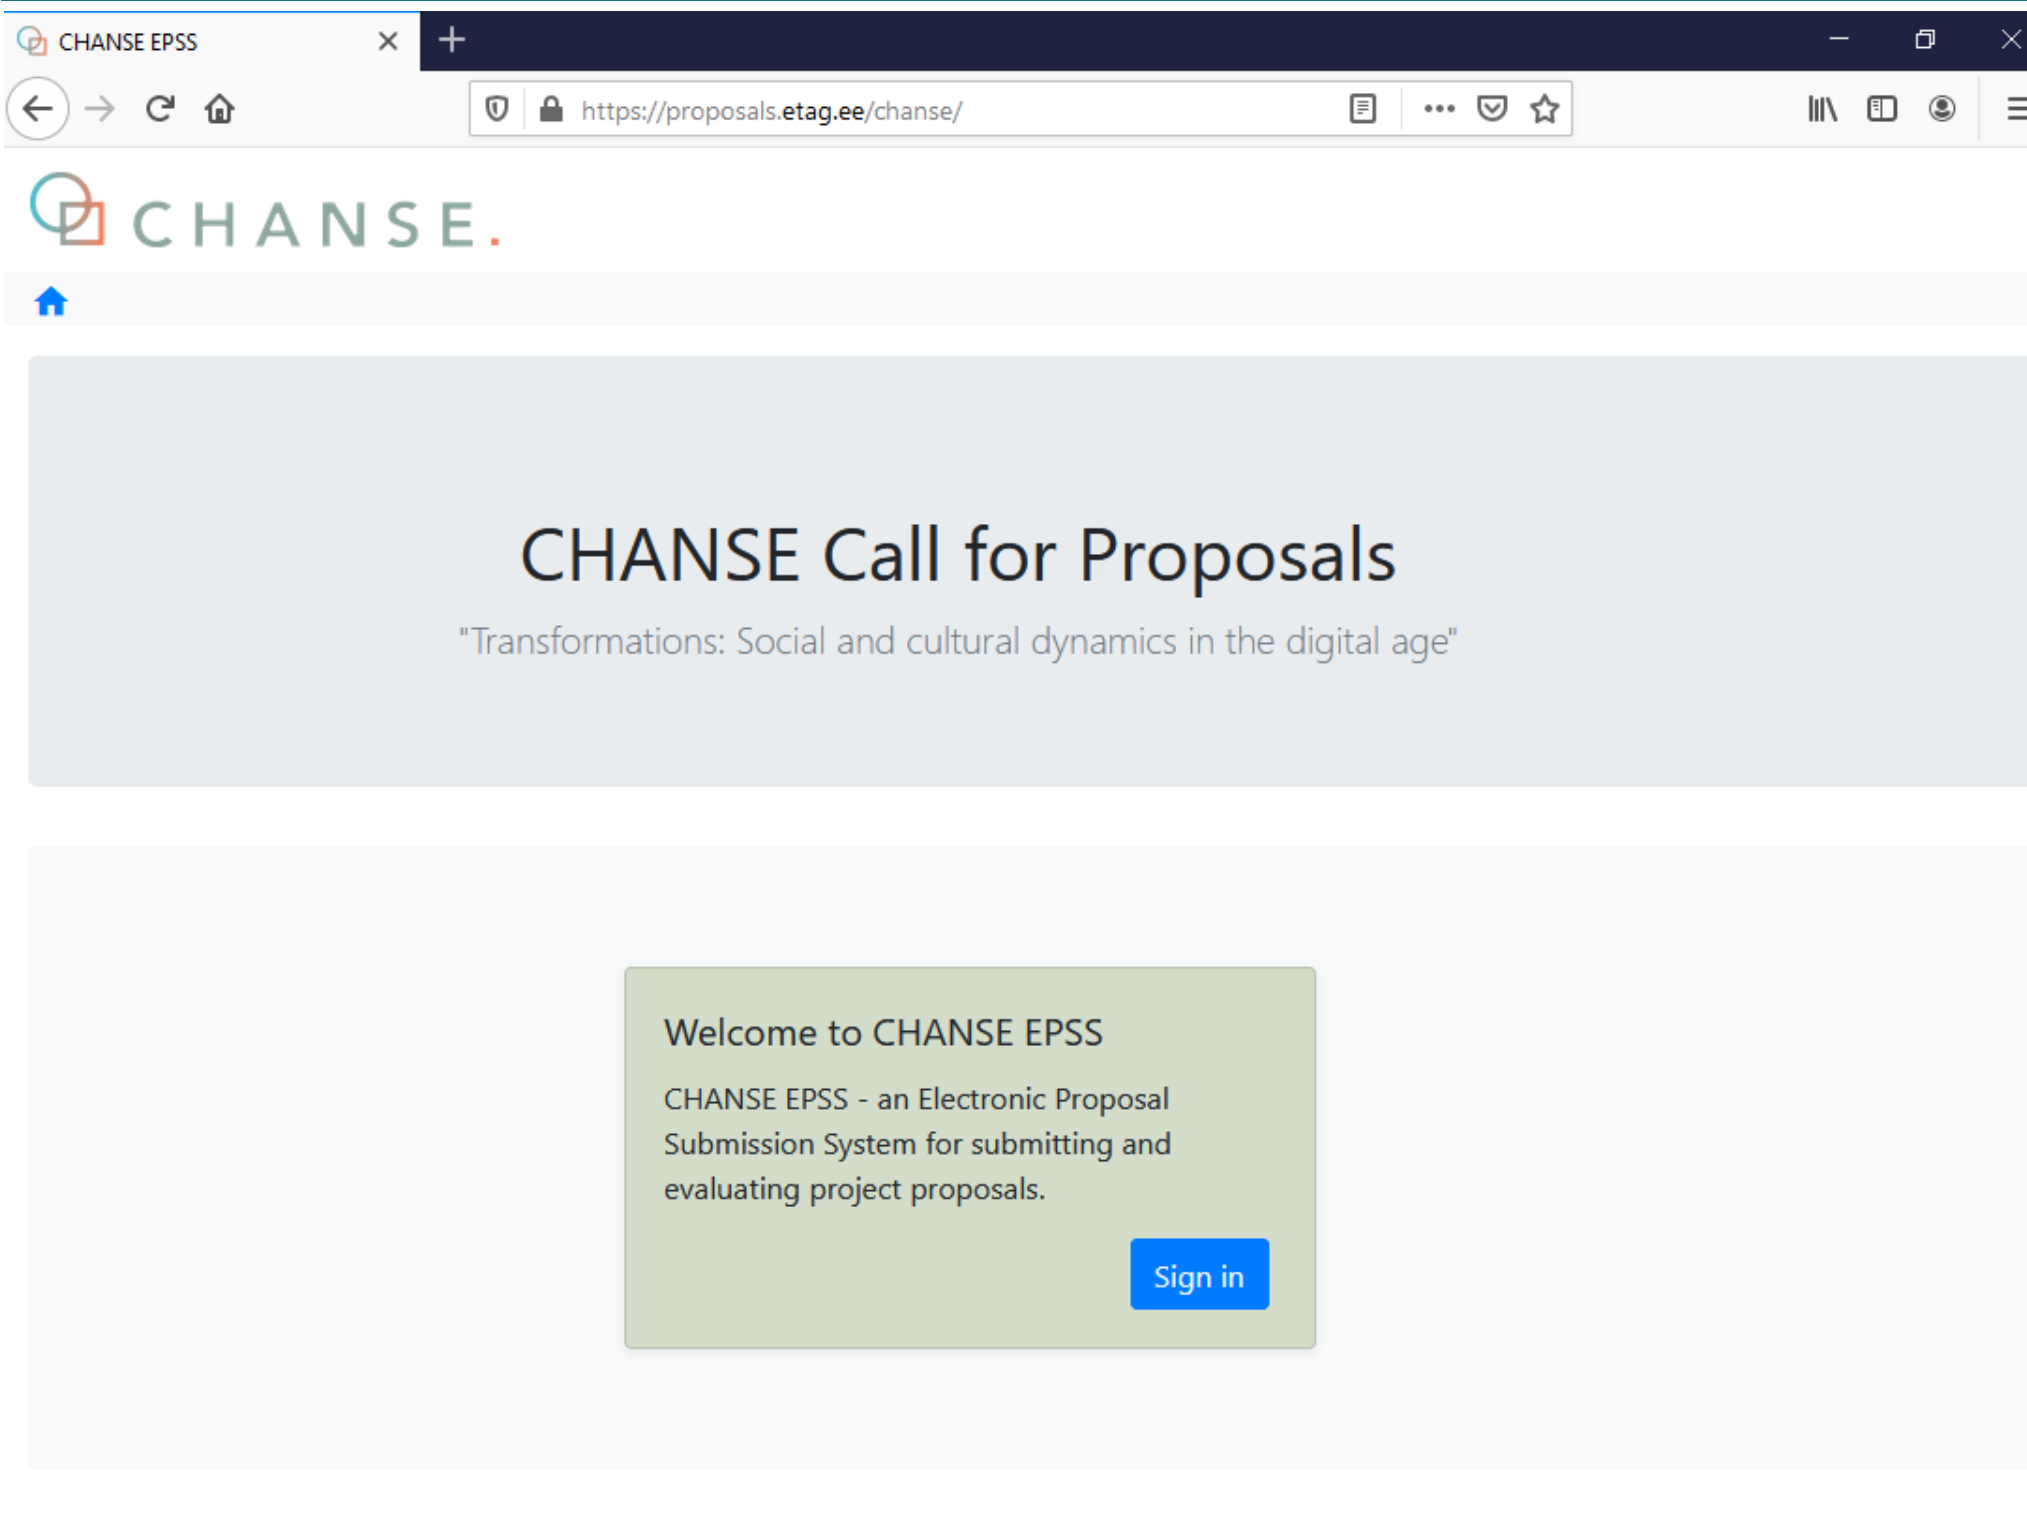 CHANSE EPSS
https://proposals.etag.ee/chanse/
CHANSE.
CHANSE Call for Proposals
"Transformations: Social and cultural dynamics in the digital age"
Welcome to CHANSE EPSS
CHANSE EPSS - an Electronic Proposal
Submission System for submitting and
evaluating project proposals.
Sign in